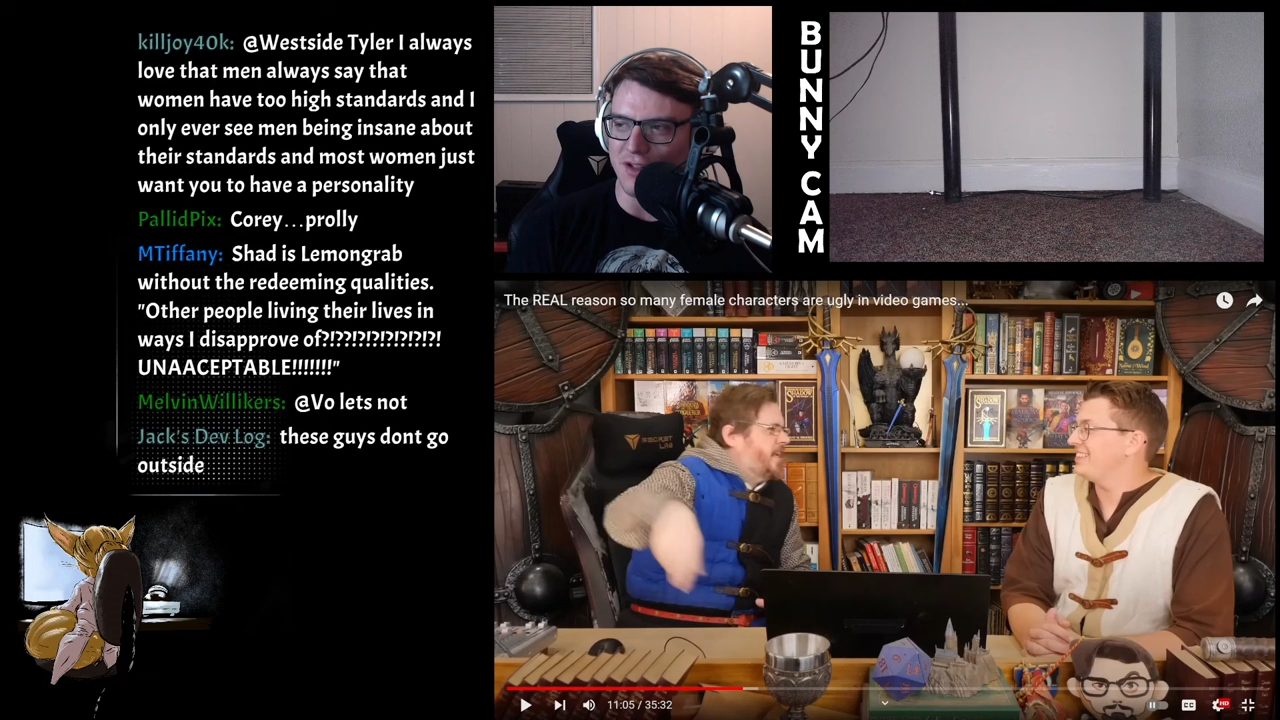 killjoy40k: @Westside Tyler I always
love that men always say that
women have too high standards and I
only ever see men being insane about
their standards and most women just
want you to have a personality
PallidPix: Corey...prolly
MTiffany: Shad is Lemongrab
without the redeeming qualities.
"Other people living their lives in
ways I disapprove of?!??!?!?!?!?!?!?!
UNAACEPTABLE!!!!!!!"
MelvinWillikers: @Vo lets not
Jack's Dev Log: these guys dont go
outside
BUNNY CAM
The REAL reason so many female characters are ugly in video games...
SECRET
LAB
11:05 / 35:32
CC
HD